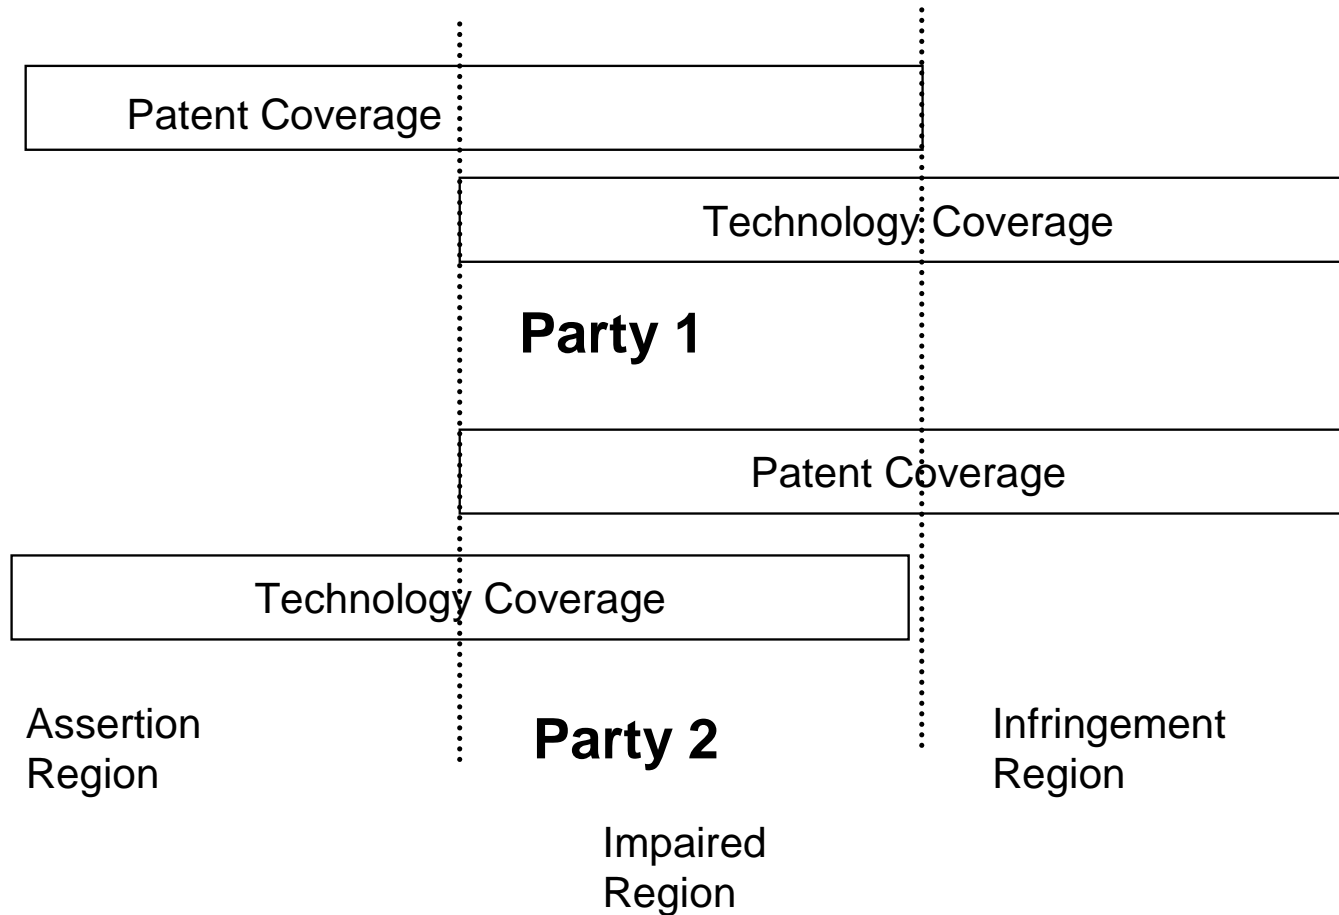 Patent Coverage
Technology Coverage
Party 1
Patent Coverage
Technology Coverage
Assertion
Region
Party 2
Infringement
Region
Impaired
Region